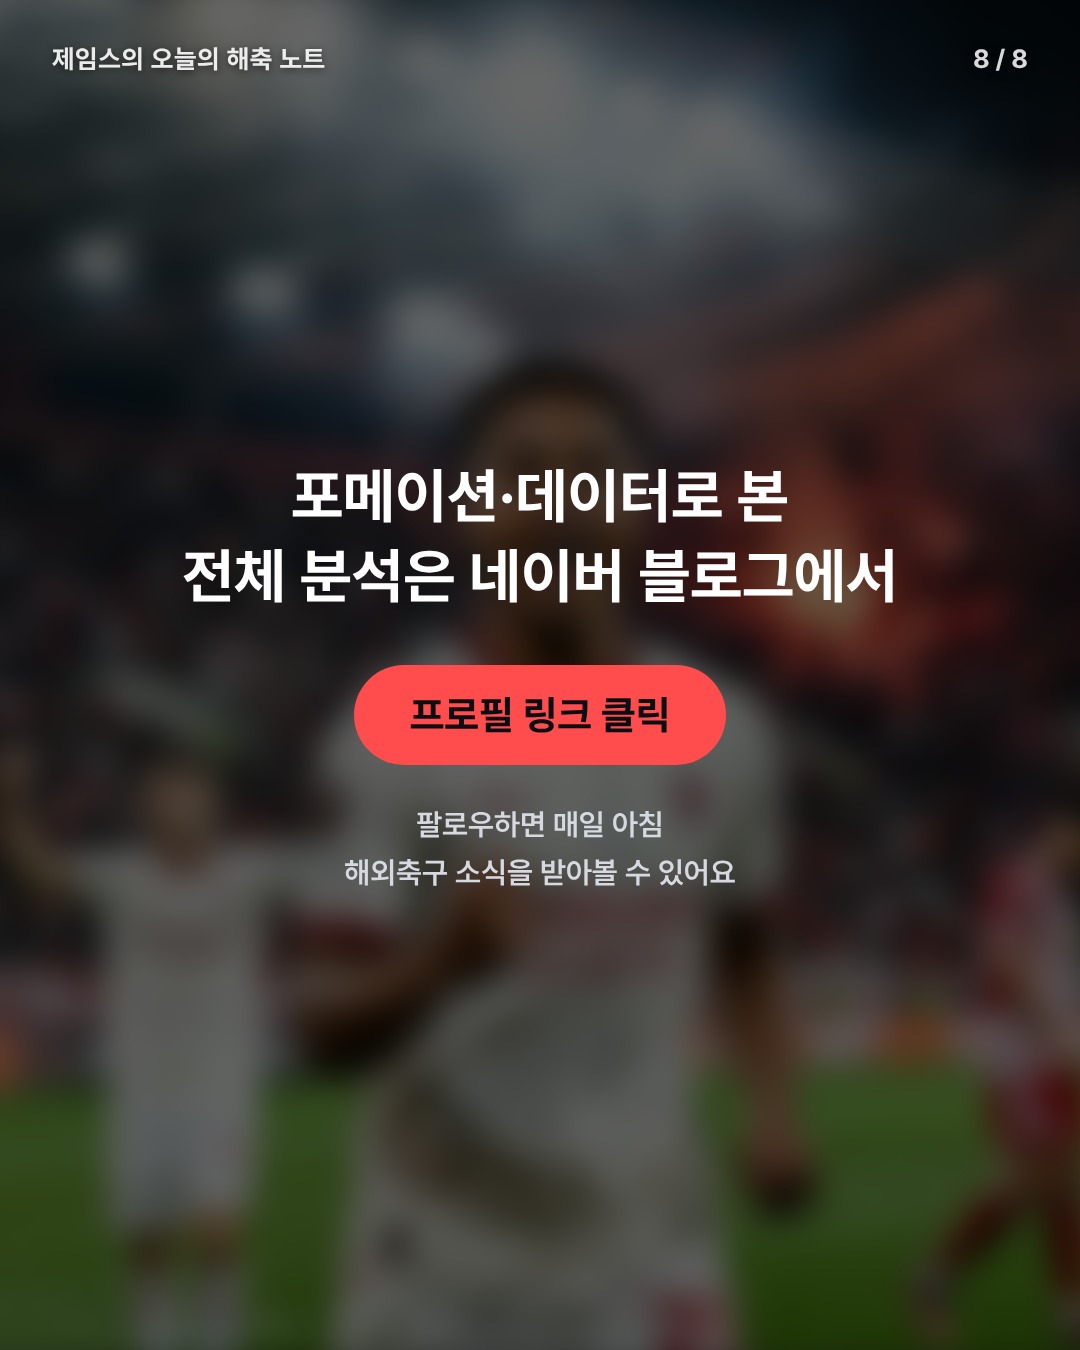 제임스의 오늘의 해축 노트
8 / 8
포메이션·데이터로 본
전체 분석은 네이버 블로그에서
프로필 링크 클릭
팔로우하면 매일 아침
해외축구 소식을 받아볼 수 있어요